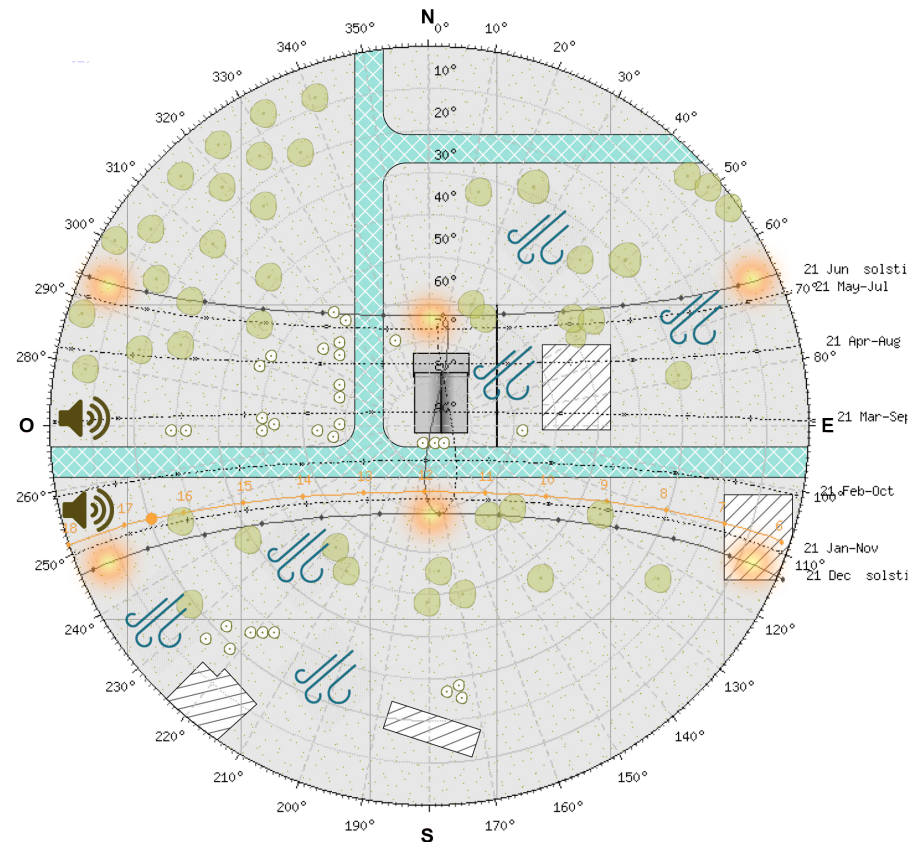 N
350° 0° 10°
340° 20°
330° 30°
320° 40°
310° 50°
300° 60°
290° 70°
280° 80°
O E
260° 100°
250° 110°
240° 120°
230° 130°
220° 140°
210° 150°
200° 160°
190° 170°
S
10°
20°
30°
40°
50°
60°
21 Jun solsti
21 May-Jul
21 Apr-Aug
21 Mar-Sep
21 Feb-Oct
21 Jan-Nov
21 Dec solsti
18 17 16 15 14 13 12 11 10 9 8 7 6